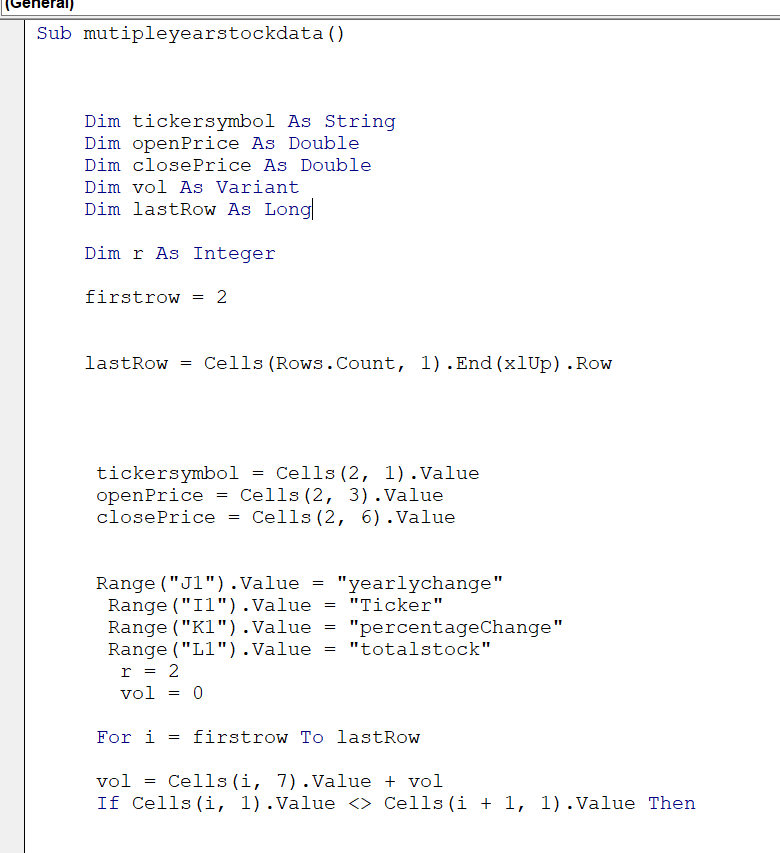 (General)
Sub mutipleyearstockdata()
Dim tickersymbol As String
Dim openPrice As Double
Dim closePrice As Double
Dim vol As Variant
Dim lastRow As Long
Dim r As Integer
firstrow = 2
lastRow = Cells(Rows.Count, 1).End(xlUp).Row
tickersymbol = Cells(2, 1).Value
openPrice = Cells(2, 3).Value
closePrice = Cells(2, 6).Value
Range("J1").Value = "yearlychange"
Range("I1").Value = "Ticker"
Range("K1").Value = "percentageChange"
Range("L1").Value = "totalstock"
r = 2
vol = 0
For i = firstrow To lastRow
vol = Cells(i, 7).Value + vol
If Cells(i, 1).Value <> Cells(i + 1, 1).Value Then